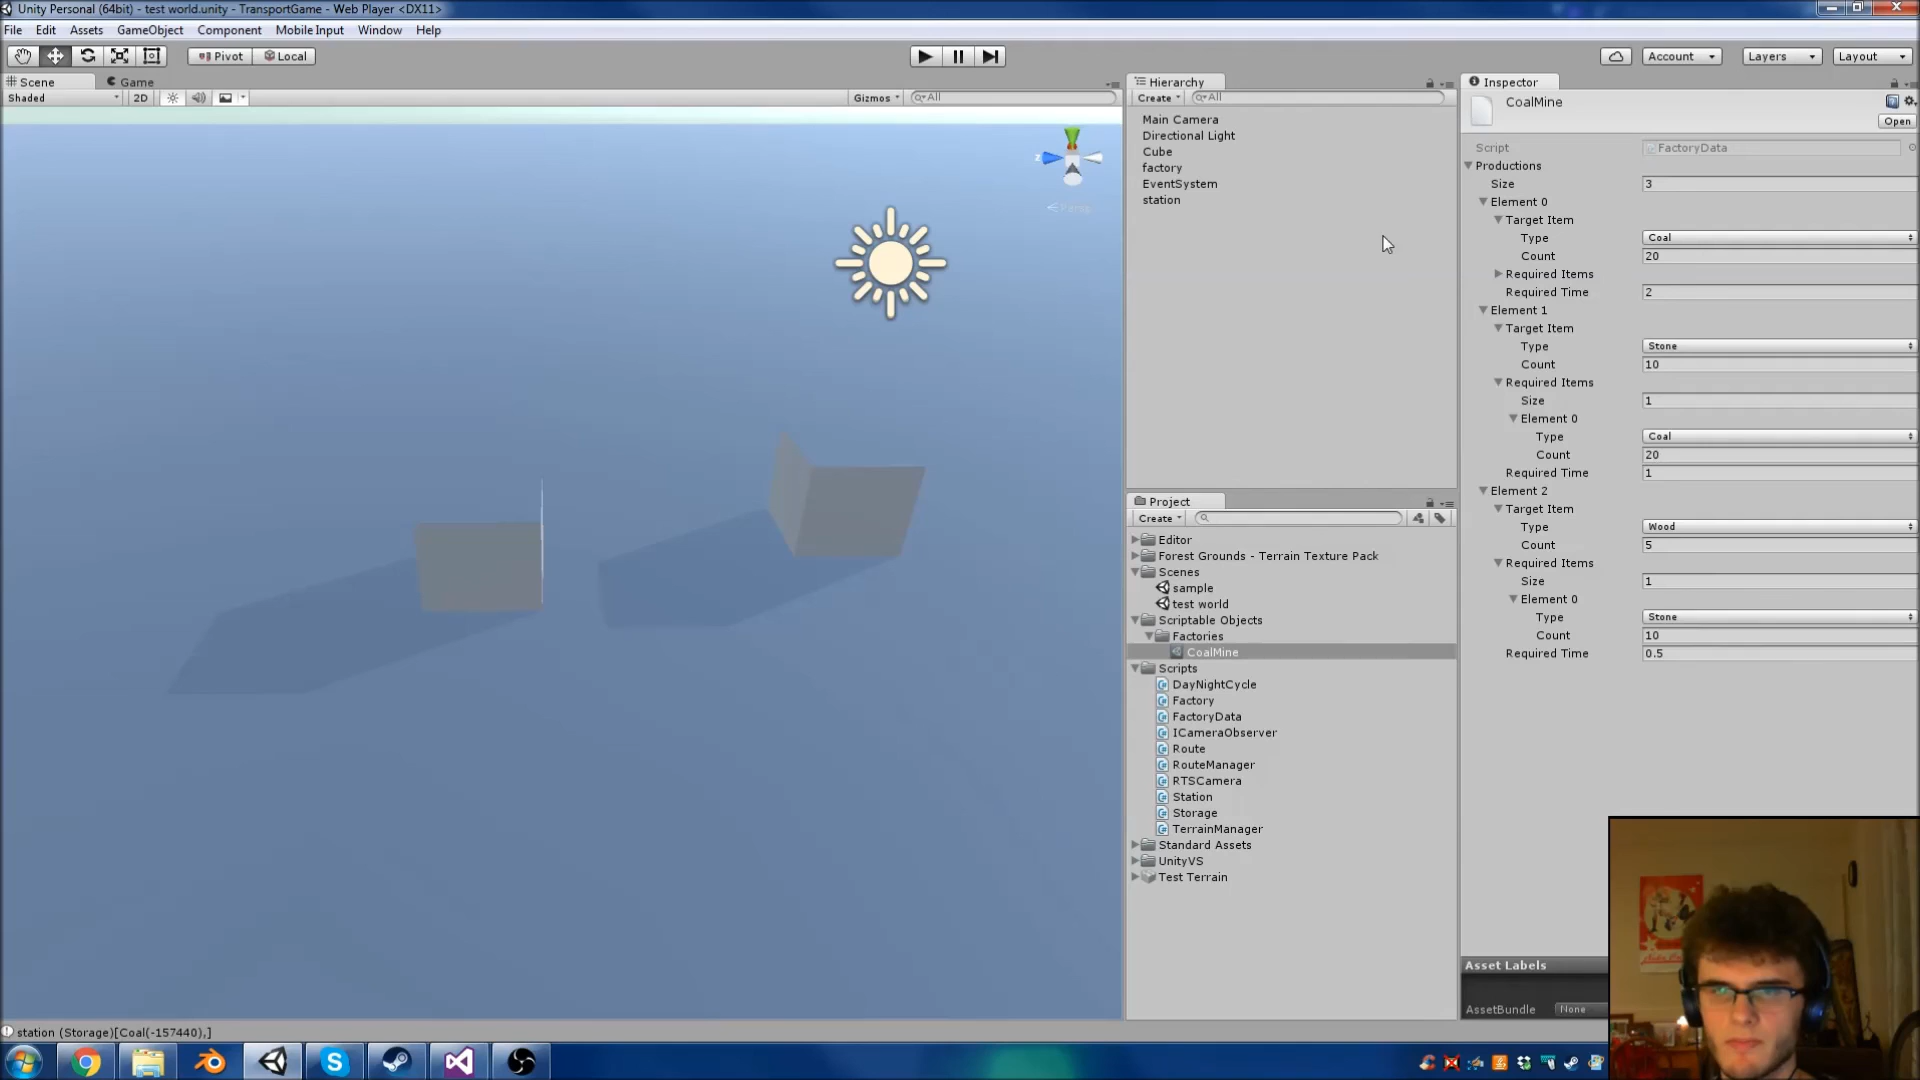 Unity Personal (64bit) - test world.unity - TransportGame - Web Player <DX11>
File Edit Assets GameObject Component Mobile Input Window Help
Pivot Local
Account Layers Layout
Scene Game
Shaded 2D Gizmos All
Hierarchy
Create All
Main Camera
Directional Light
Cube
factory
EventSystem
station
z
Persp
Project
Create
Editor
Forest Grounds - Terrain Texture Pack
Scenes
sample
test world
Scriptable Objects
Factories
CoalMine
Scripts
DayNightCycle
Factory
FactoryData
ICameraObserver
Route
RouteManager
RTSCamera
Station
Storage
TerrainManager
Standard Assets
UnityVS
Test Terrain
Inspector
CoalMine
Open
Script FactoryData
Productions
Size 3
Element 0
Target Item
Type Coal
Count 20
Required Items
Required Time 2
Element 1
Target Item
Type Stone
Count 10
Required Items
Size 1
Element 0
Type Coal
Count 20
Required Time 1
Element 2
Target Item
Type Wood
Count 5
Required Items
Size 1
Element 0
Type Stone
Count 10
Required Time 0.5
Asset Labels
AssetBundle None
station (Storage)[Coal(-157440),]